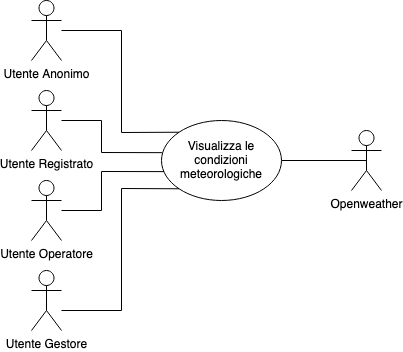 Utente Anonimo
Utente Registrato
Utente Operatore
Utente Gestore
Visualizza le
condizioni
meteorologiche
Openweather